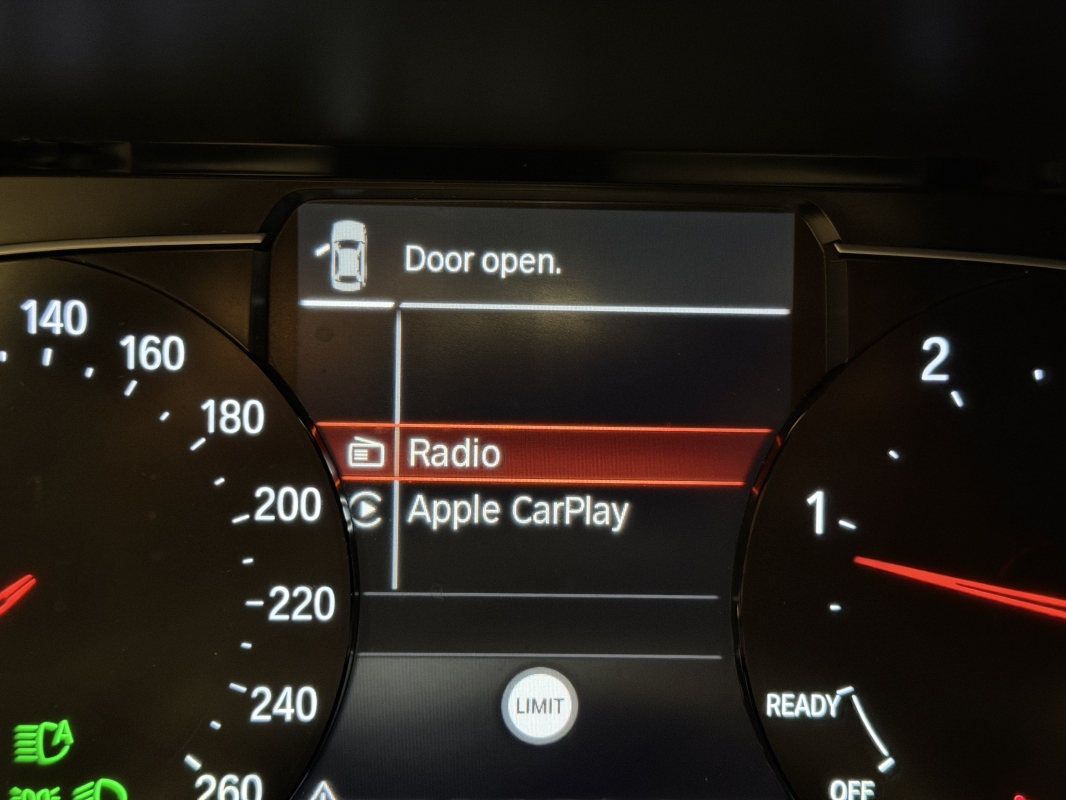 Door open.
140
160
180
200
220
240
260
Radio
Apple CarPlay
LIMIT
2
1
READY
OFF
A